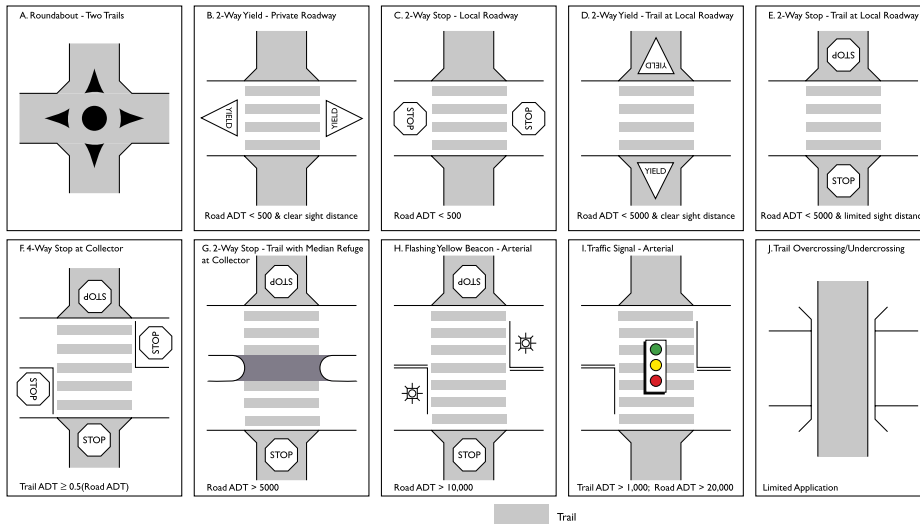 A. Roundabout - Two Trails
B. 2-Way Yield - Private Roadway
YIELD
YIELD
Road ADT < 500 & clear sight distance
C. 2-Way Stop - Local Roadway
STOP
STOP
Road ADT < 500
D. 2-Way Yield - Trail at Local Roadway
YIELD
YIELD
Road ADT < 5000 & clear sight distance
E. 2-Way Stop - Trail at Local Roadway
STOP
STOP
Road ADT < 5000 & limited sight distanc
F. 4-Way Stop at Collector
STOP
STOP
STOP
STOP
Trail ADT ≥ 0.5(Road ADT)
G. 2-Way Stop - Trail with Median Refuge
at Collector
STOP
STOP
Road ADT > 5000
H. Flashing Yellow Beacon - Arterial
STOP
STOP
Road ADT > 10,000
I. Traffic Signal - Arterial
Trail ADT > 1,000; Road ADT > 20,000
J. Trail Overcrossing/Undercrossing
Limited Application
Trail